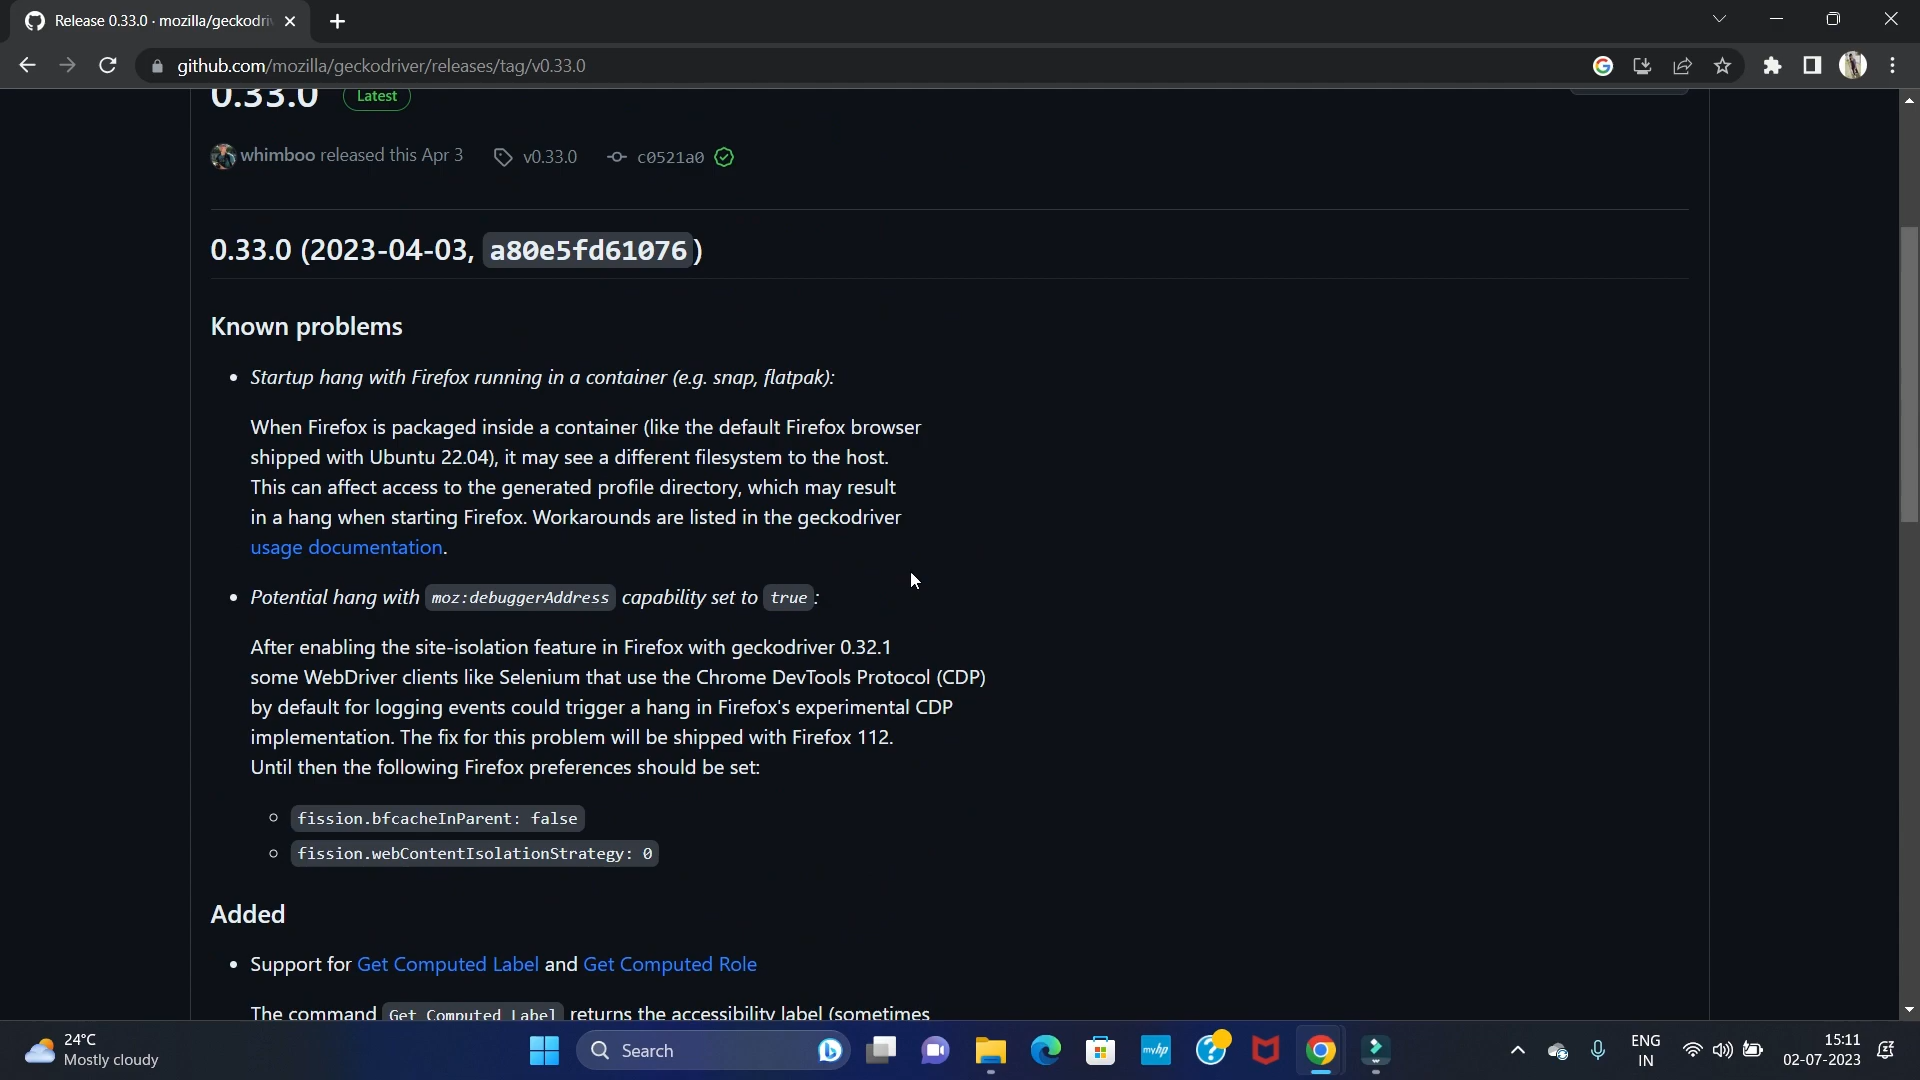 Release 0.33.0 · mozilla/geckodri
github.com/mozilla/geckodriver/releases/tag/v0.33.0
0.33.0 Latest
whimboo released this Apr 3 v0.33.0 c0521a0
0.33.0 (2023-04-03, a80e5fd61076)
Known problems
• Startup hang with Firefox running in a container (e.g. snap, flatpak):
When Firefox is packaged inside a container (like the default Firefox browser
shipped with Ubuntu 22.04), it may see a different filesystem to the host.
This can affect access to the generated profile directory, which may result
in a hang when starting Firefox. Workarounds are listed in the geckodriver
usage documentation.
• Potential hang with moz:debuggerAddress capability set to true:
After enabling the site-isolation feature in Firefox with geckodriver 0.32.1
some WebDriver clients like Selenium that use the Chrome DevTools Protocol (CDP)
by default for logging events could trigger a hang in Firefox's experimental CDP
implementation. The fix for this problem will be shipped with Firefox 112.
Until then the following Firefox preferences should be set:
fission.bfcacheInParent: false
fission.webContentIsolationStrategy: 0
Added
• Support for Get Computed Label and Get Computed Role
The command Get Computed Label returns the accessibility label (sometimes
24°C
Mostly cloudy
Search
myhp
ENG
IN
15:11
02-07-2023